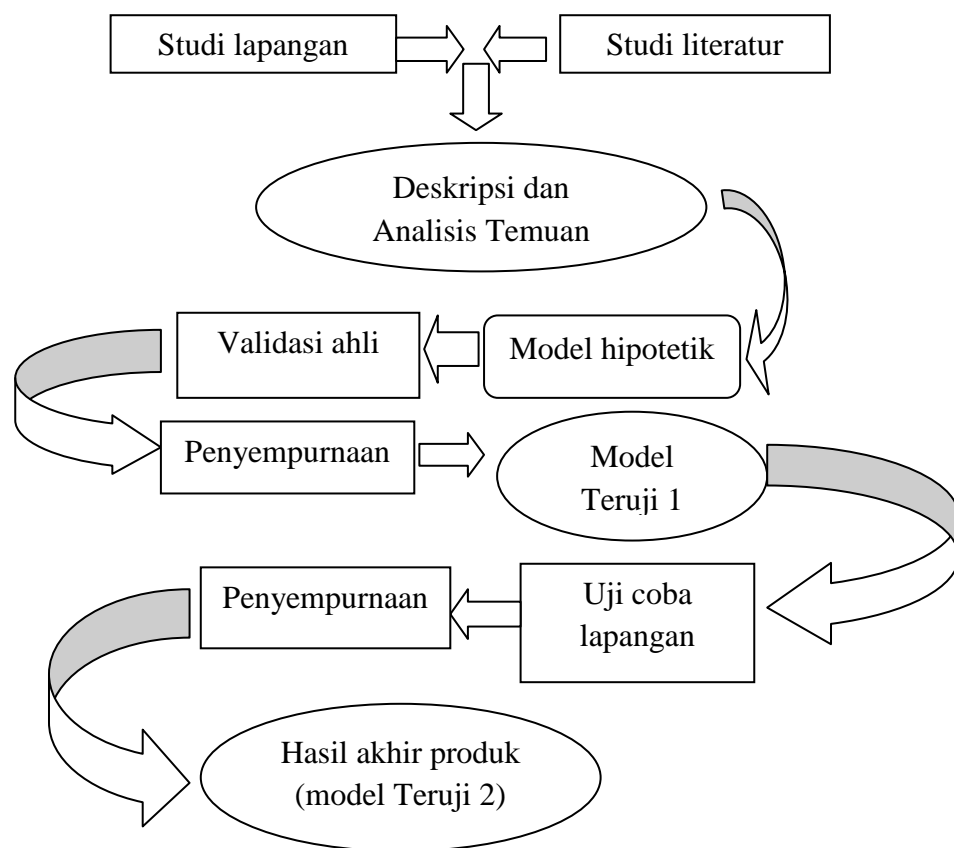 Studi lapangan
Studi literatur
Deskripsi dan
Analisis Temuan
Validasi ahli
Model hipotetik
Penyempurnaan
Model
Teruji 1
Penyempurnaan
Uji coba
lapangan
Hasil akhir produk
(model Teruji 2)